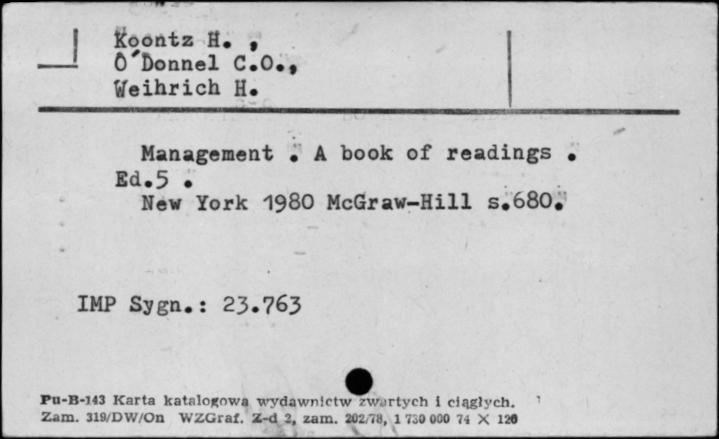 Koontz H. ,
O'Donnel C.O.,
Weihrich H.
Management . A book of readings .
Ed.5 .
New York 1980 McGraw-Hill s.680.
IMP Sygn.: 23.763
Pu-B-143 Karta katalogowa wydawnictw zwartych i ciągłych.
Zam. 319/DW/On WZGraf. Z-d 2, zam. 202/78, 1 730 000 74 X 120